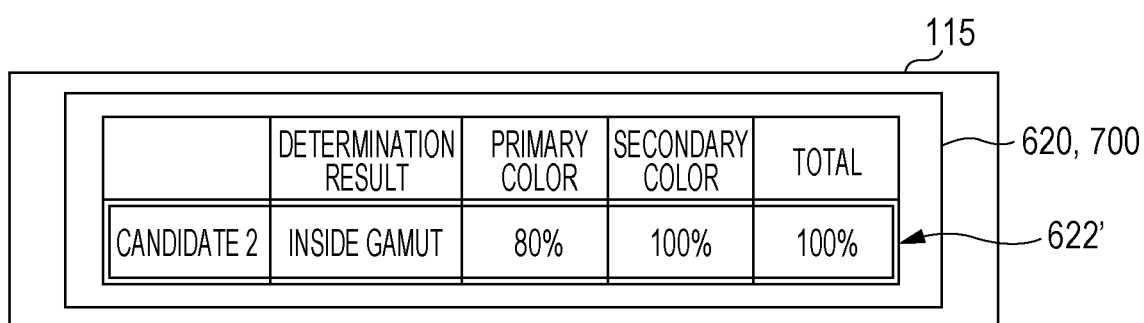 115
DETERMINATION RESULT PRIMARY COLOR SECONDARY COLOR TOTAL
620, 700
CANDIDATE 2 INSIDE GAMUT 80% 100% 100%
622'